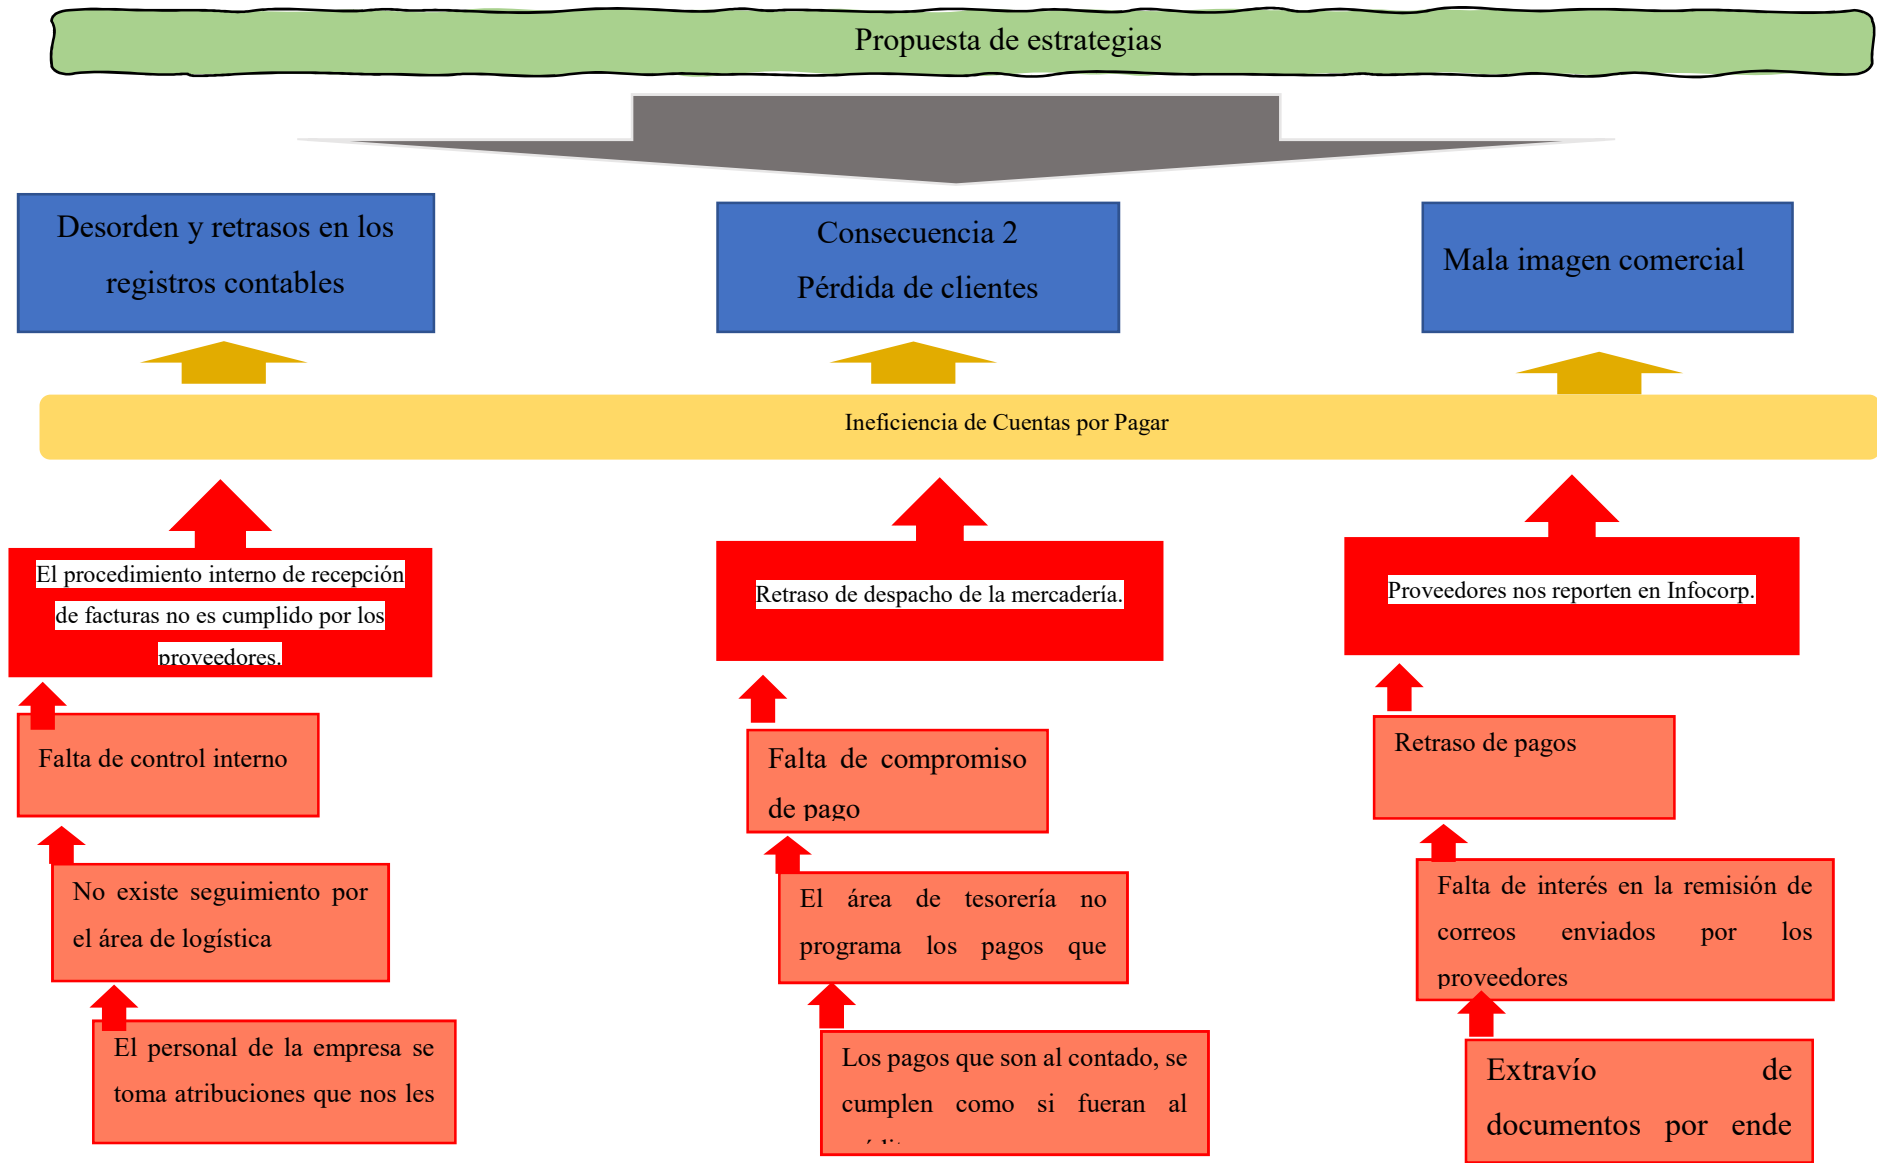 Propuesta de estrategias
Desorden y retrasos en los
registros contables
Consecuencia 2
Pérdida de clientes
Mala imagen comercial
Ineficiencia de Cuentas por Pagar
El procedimiento interno de recepción
de facturas no es cumplido por los
proveedores.
Retraso de despacho de la mercadería.
Proveedores nos reporten en Infocorp.
Falta de control interno
Falta de compromiso
de pago
Retraso de pagos
No existe seguimiento por
el área de logística
El área de tesorería no
programa los pagos que
Falta de interés en la remisión de
correos enviados por los
proveedores
El personal de la empresa se
toma atribuciones que nos les
Los pagos que son al contado, se
cumplen como si fueran al
Extravío de
documentos por ende